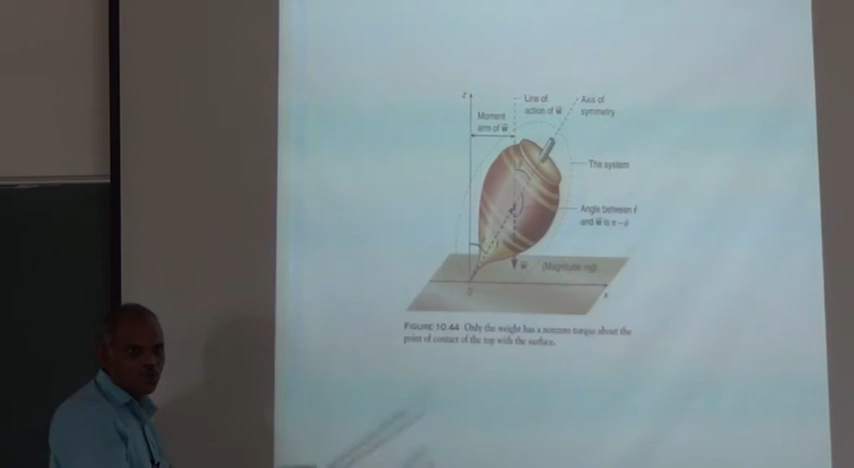 z
Line of
action of w⃗
Axis of
symmetry
Moment
arm of w⃗
The system
Angle between r⃗
and w⃗ is π − θ
w⃗
(Magnitude mg)
0
x
FIGURE 10.44 Only the weight has a nonzero torque about the
point of contact of the top with the surface.